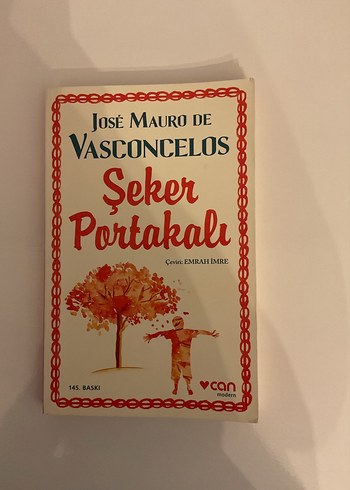 JOSÉ MAURO DE
VASCONCELOS
Şeker
Portakalı
Çeviri: EMRAH İMRE
145. BASKI
can
modern